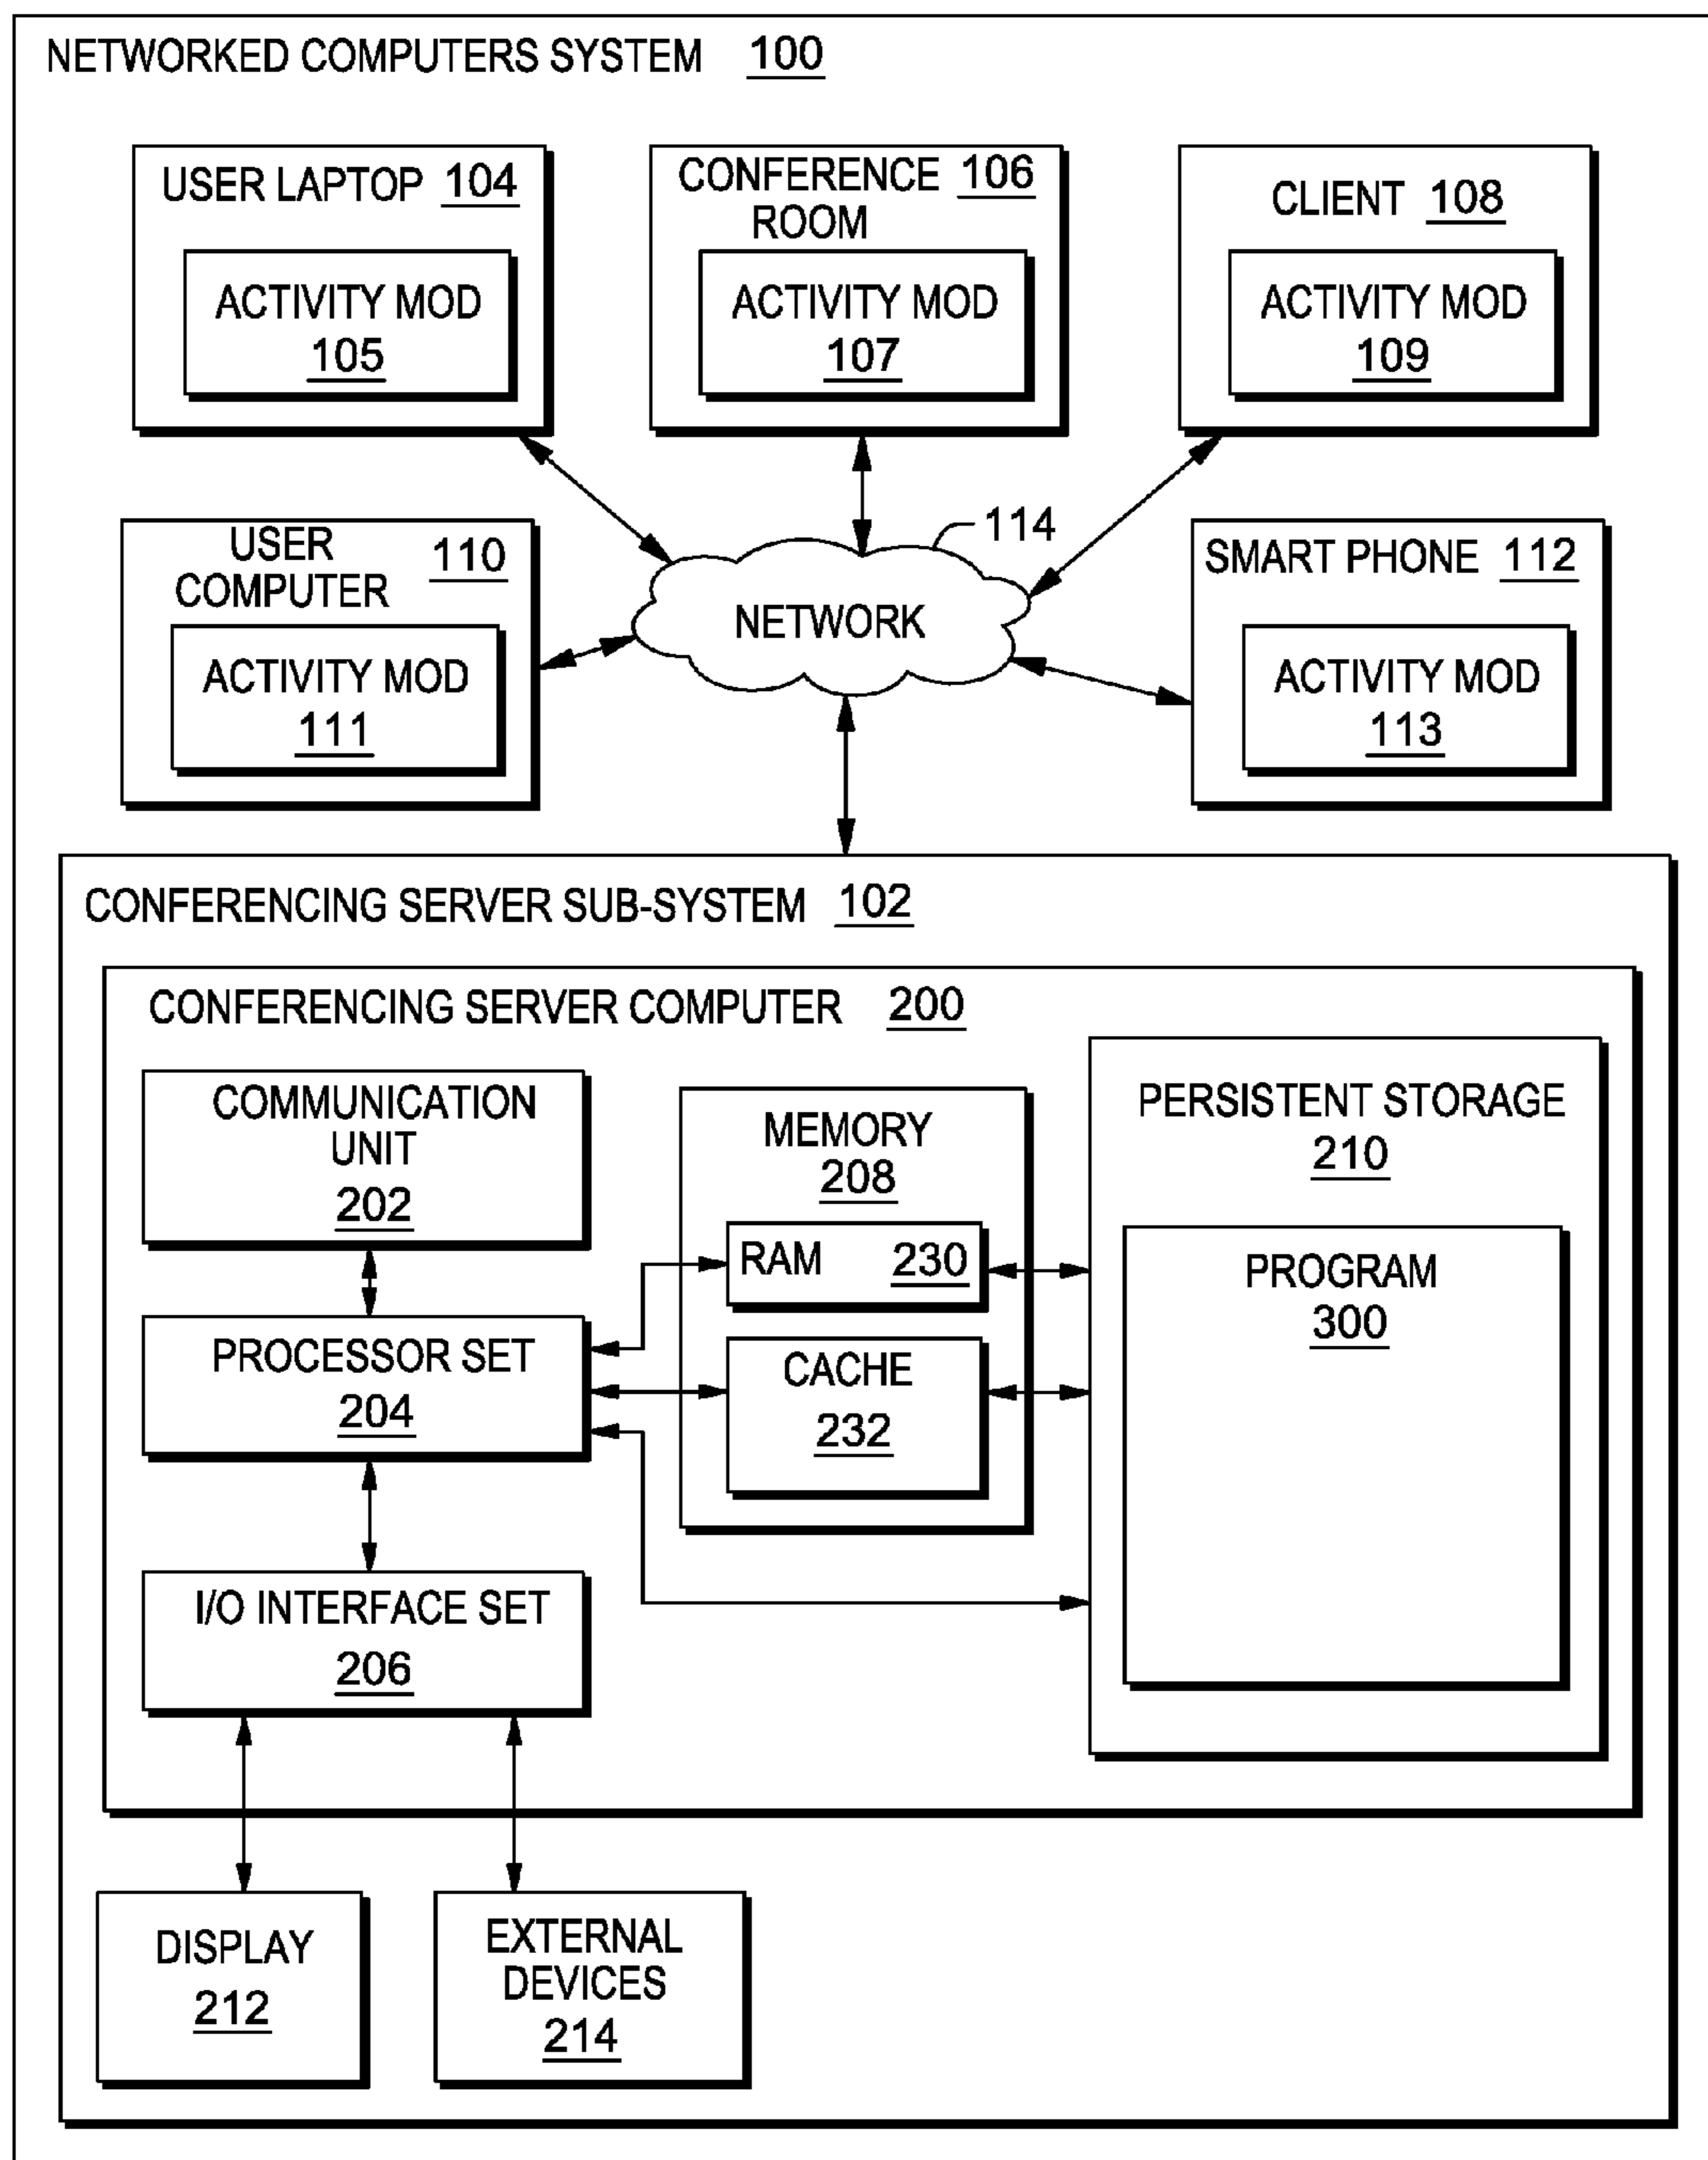 NETWORKED COMPUTERS SYSTEM 100
USER LAPTOP 104
ACTIVITY MOD
105
CONFERENCE 106
ROOM
ACTIVITY MOD
107
CLIENT 108
ACTIVITY MOD
109
USER 110
COMPUTER
ACTIVITY MOD
111
114
NETWORK
SMART PHONE 112
ACTIVITY MOD
113
CONFERENCING SERVER SUB-SYSTEM 102
CONFERENCING SERVER COMPUTER 200
COMMUNICATION
UNIT
202
PROCESSOR SET
204
I/O INTERFACE SET
206
MEMORY
208
RAM 230
CACHE
232
PERSISTENT STORAGE
210
PROGRAM
300
DISPLAY
212
EXTERNAL
DEVICES
214